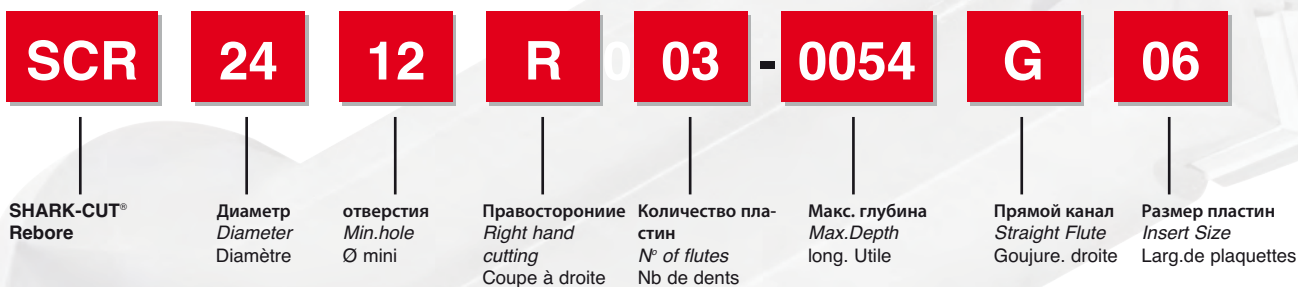 SCR 24 12 R 0 03 - 0054 G 06
SHARK-CUT®
Rebore
Диаметр
Diameter
Diamètre
отверстия
Min.hole
Ø mini
Правосторониие
Right hand
cutting
Coupe à droite
Количество пла-
стин
Nº of flutes
Nb de dents
Макс. глубина
Max.Depth
long. Utile
Прямой канал
Straight Flute
Goujure. droite
Размер пластин
Insert Size
Larg.de plaquettes